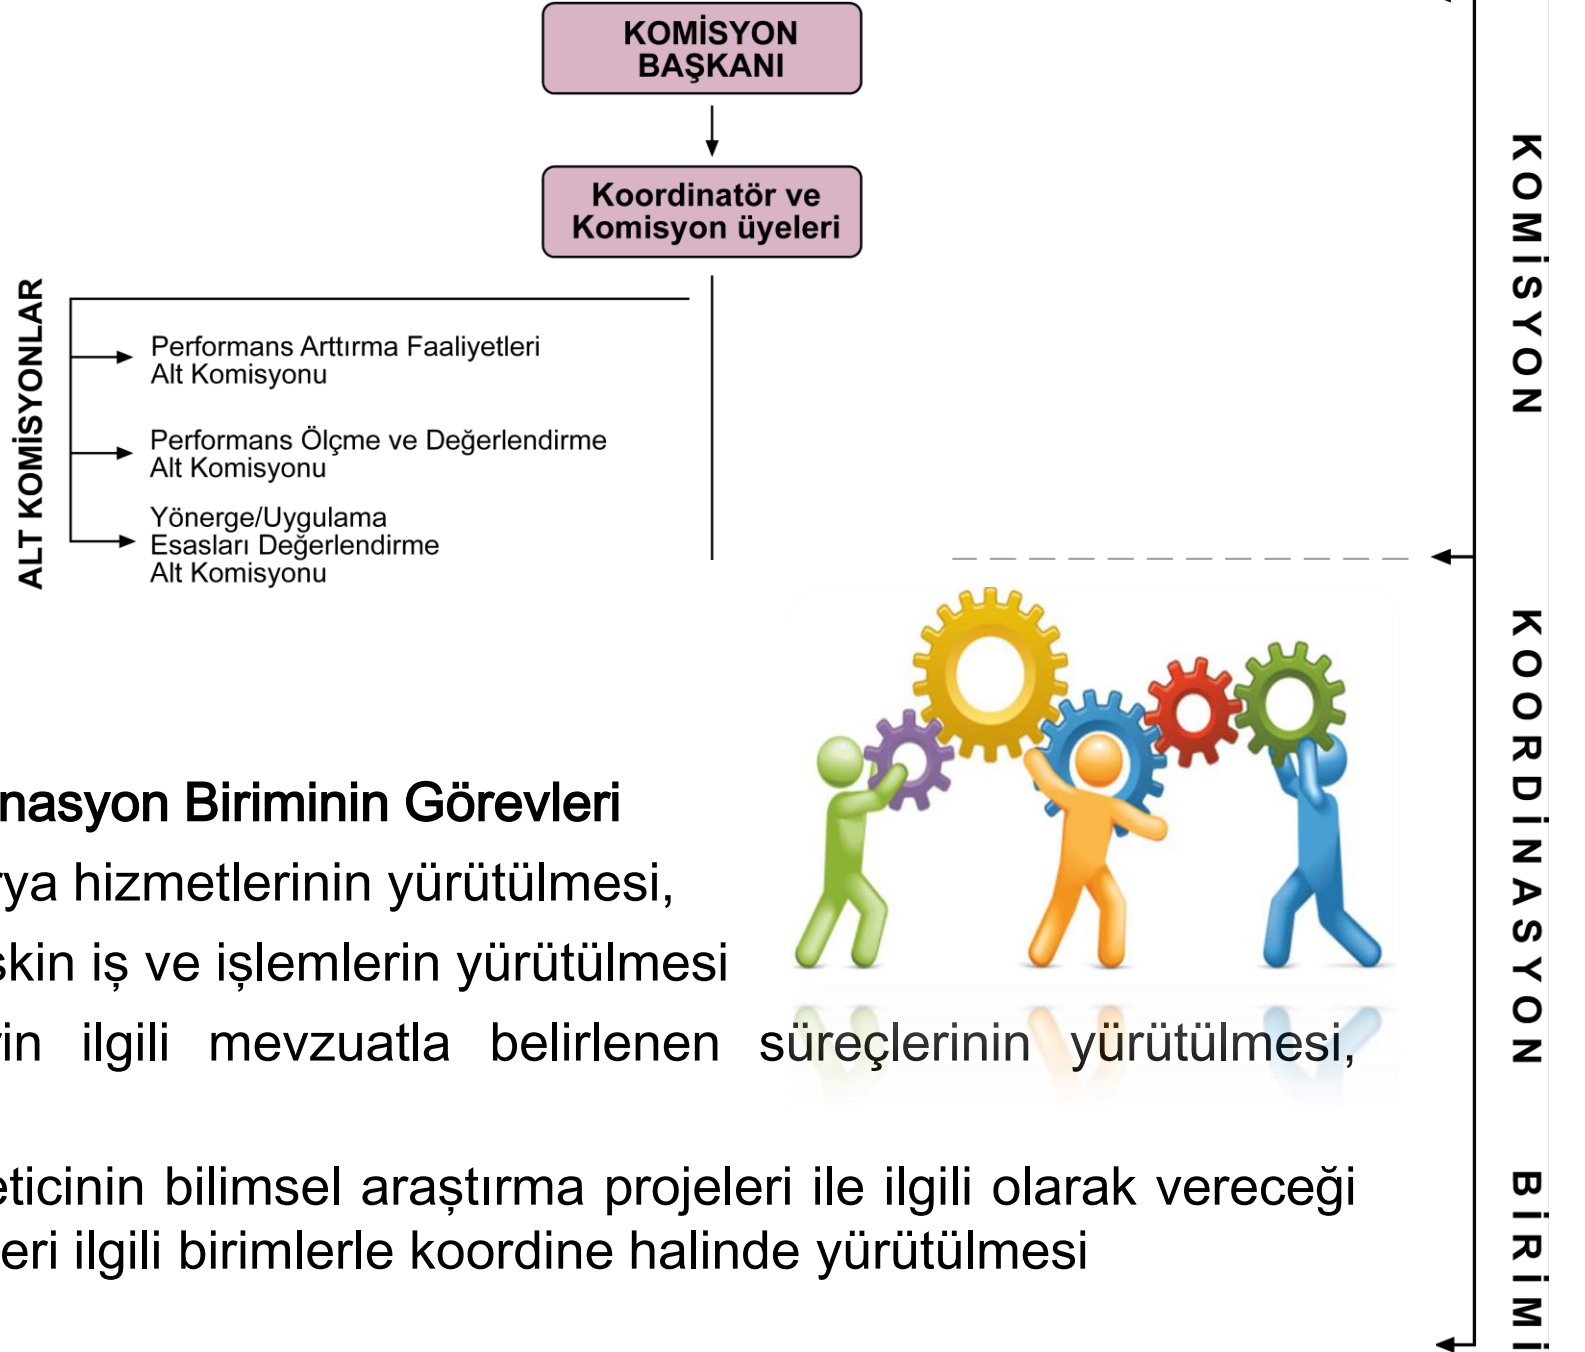 KOMİSYON
BAŞKANI
Koordinatör ve
Komisyon üyeleri
ALT KOMİSYONLAR
Performans Arttırma Faaliyetleri
Alt Komisyonu
Performans Ölçme ve Değerlendirme
Alt Komisyonu
Yönerge/Uygulama
Esasları Değerlendirme
Alt Komisyonu
KOMİSYON
KOORDİNASYON BİRİMİ
nasyon Biriminin Görevleri
rya hizmetlerinin yürütülmesi,
şkin iş ve işlemlerin yürütülmesi
rin ilgili mevzuatla belirlenen süreçlerinin yürütülmesi,
eticinin bilimsel araştırma projeleri ile ilgili olarak vereceği
eri ilgili birimlerle koordine halinde yürütülmesi